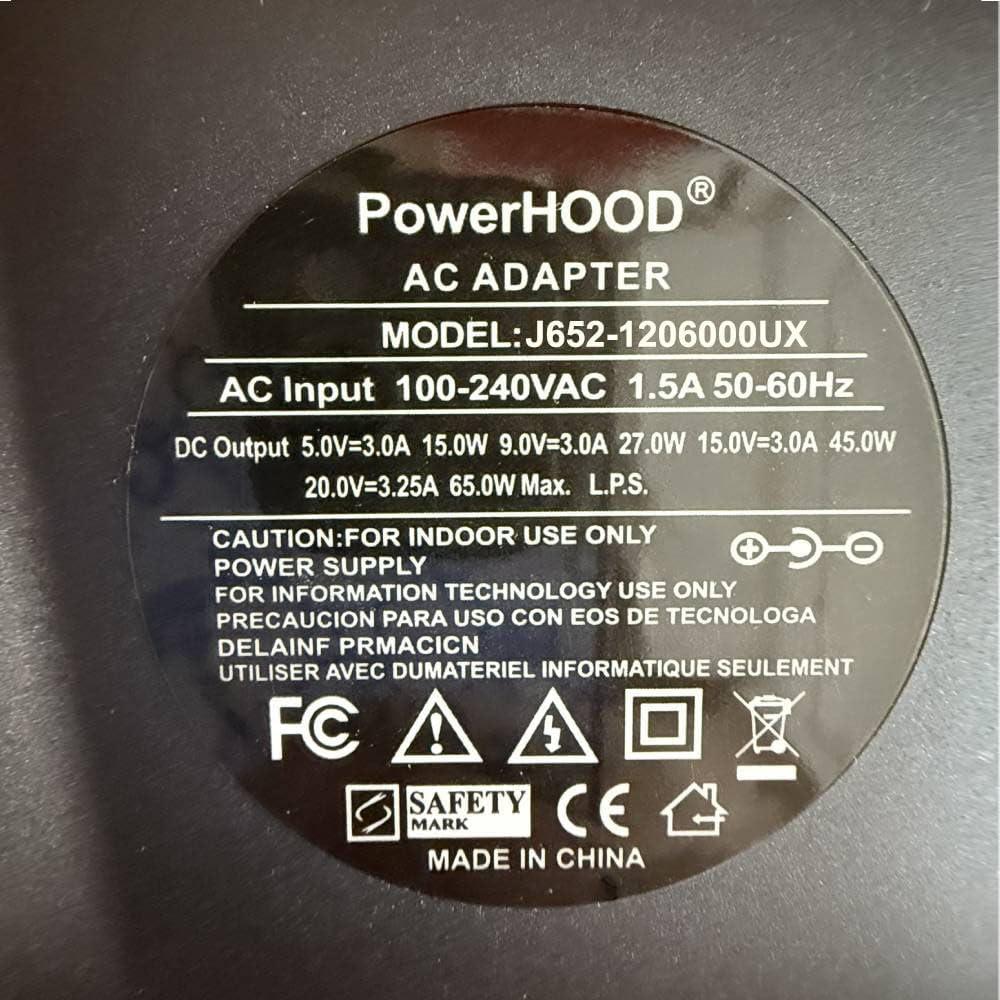 PowerHOOD®
AC ADAPTER
MODEL:J652-1206000UX
AC Input 100-240VAC 1.5A 50-60Hz
DC Output 5.0V=3.0A 15.0W 9.0V=3.0A 27.0W 15.0V=3.0A 45.0W
20.0V=3.25A 65.0W Max. L.P.S.
CAUTION:FOR INDOOR USE ONLY
POWER SUPPLY
FOR INFORMATION TECHNOLOGY USE ONLY
PRECAUCION PARA USO CON EOS DE TECNOLOGA
DELAINF PRMACICN
UTILISER AVEC DUMATERIEL INFORMATIQUE SEULEMENT
FC
SAFETY
MARK
CE
MADE IN CHINA